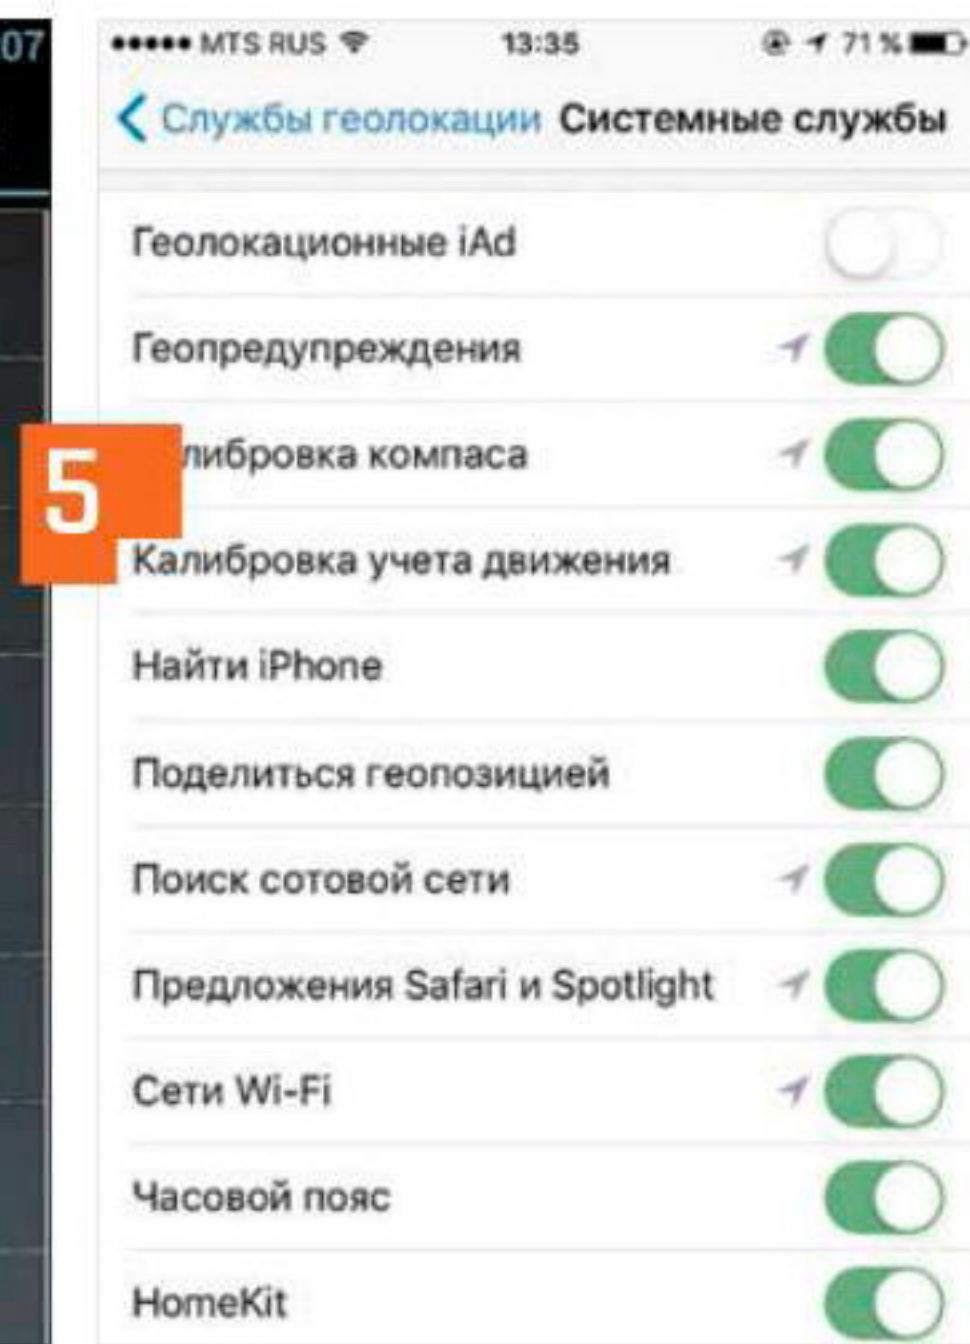 07
MTS RUS 13:35 71 %
Службы геолокации Системные службы
Геолокационные iAd
Геопредупреждения
либровка компаса
5
Калибровка учета движения
Найти iPhone
Поделиться геопозицией
Поиск сотовой сети
Предложения Safari и Spotlight
Сети Wi-Fi
Часовой пояс
HomeKit